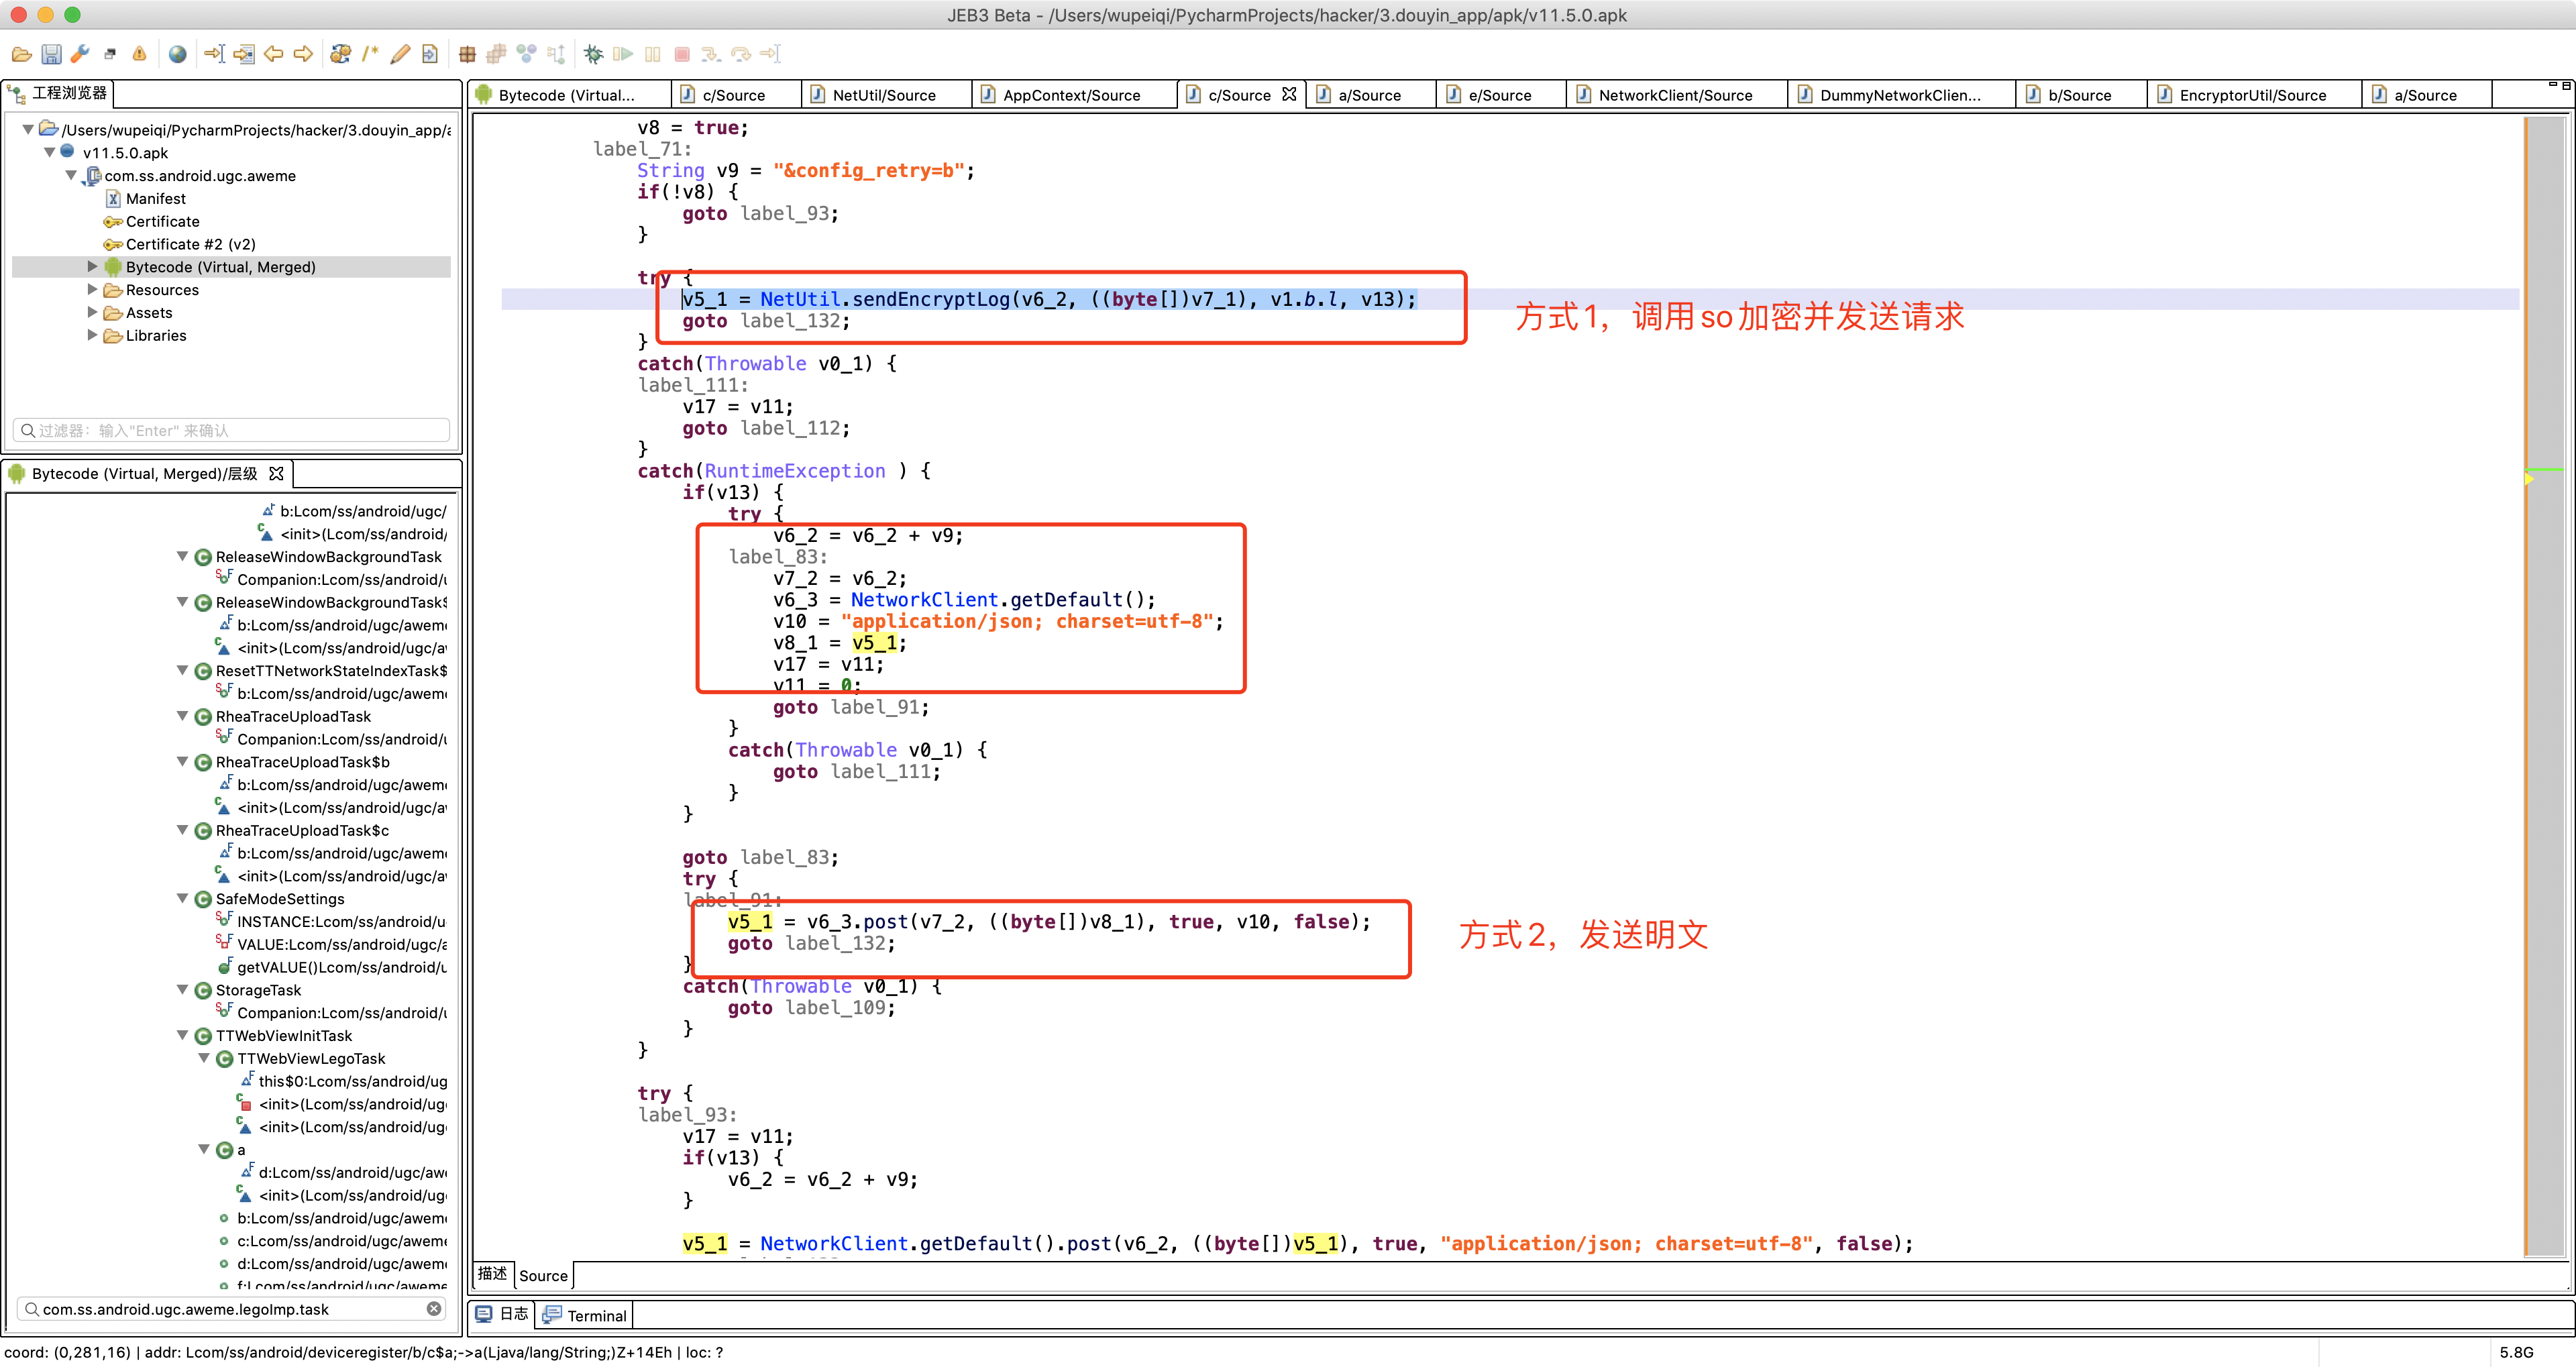 JEB3 Beta - /Users/wupeiqi/PycharmProjects/hacker/3.douyin_app/apk/v11.5.0.apk
工程浏览器
/Users/wupeiqi/PycharmProjects/hacker/3.douyin_app/a
v11.5.0.apk
com.ss.android.ugc.aweme
Manifest
Certificate
Certificate #2 (v2)
Bytecode (Virtual, Merged)
Resources
Assets
Libraries
过滤器：输入"Enter" 来确认
Bytecode (Virtual, Merged)/层级
b:Lcom/ss/android/ugc/
<init>(Lcom/ss/android/
ReleaseWindowBackgroundTask
Companion:Lcom/ss/android/u
ReleaseWindowBackgroundTask$
b:Lcom/ss/android/ugc/aweme
<init>(Lcom/ss/android/ugc/a
ResetTTNetworkStateIndexTask$
b:Lcom/ss/android/ugc/aweme
RheaTraceUploadTask
Companion:Lcom/ss/android/u
RheaTraceUploadTask$b
b:Lcom/ss/android/ugc/aweme
<init>(Lcom/ss/android/ugc/a
RheaTraceUploadTask$c
b:Lcom/ss/android/ugc/aweme
<init>(Lcom/ss/android/ugc/a
SafeModeSettings
INSTANCE:Lcom/ss/android/u
VALUE:Lcom/ss/android/ugc/a
getVALUE()Lcom/ss/android/u
StorageTask
Companion:Lcom/ss/android/u
TTWebViewInitTask
TTWebViewLegoTask
this$0:Lcom/ss/android/ug
<init>(Lcom/ss/android/ug
<init>(Lcom/ss/android/ug
a
d:Lcom/ss/android/ugc/aw
<init>(Lcom/ss/android/ug
b:Lcom/ss/android/ugc/aweme
c:Lcom/ss/android/ugc/aweme
d:Lcom/ss/android/ugc/aweme
f:Lcom/ss/android/ugc/aweme
com.ss.android.ugc.aweme.legoImp.task
Bytecode (Virtual...
c/Source
NetUtil/Source
AppContext/Source
c/Source
a/Source
e/Source
NetworkClient/Source
DummyNetworkClien...
b/Source
EncryptorUtil/Source
a/Source
v8 = true;
label_71:
String v9 = "&config_retry=b";
if(!v8) {
goto label_93;
}
try {
v5_1 = NetUtil.sendEncryptLog(v6_2, ((byte[])v7_1), v1.b.l, v13);
goto label_132;
方式1，调用so加密并发送请求
}
catch(Throwable v0_1) {
label_111:
v17 = v11;
goto label_112;
}
catch(RuntimeException ) {
if(v13) {
try {
v6_2 = v6_2 + v9;
label_83:
v7_2 = v6_2;
v6_3 = NetworkClient.getDefault();
v10 = "application/json; charset=utf-8";
v8_1 = v5_1;
v17 = v11;
v11 = 0;
goto label_91;
}
catch(Throwable v0_1) {
goto label_111;
}
}
goto label_83;
try {
label_91:
v5_1 = v6_3.post(v7_2, ((byte[])v8_1), true, v10, false);
goto label_132;
方式2，发送明文
}
catch(Throwable v0_1) {
goto label_109;
}
}
try {
label_93:
v17 = v11;
if(v13) {
v6_2 = v6_2 + v9;
}
v5_1 = NetworkClient.getDefault().post(v6_2, ((byte[])v5_1), true, "application/json; charset=utf-8", false);
描述
Source
日志
Terminal
coord: (0,281,16) | addr: Lcom/ss/android/deviceregister/b/c$a;->a(Ljava/lang/String;)Z+14Eh | loc: ?
5.8G